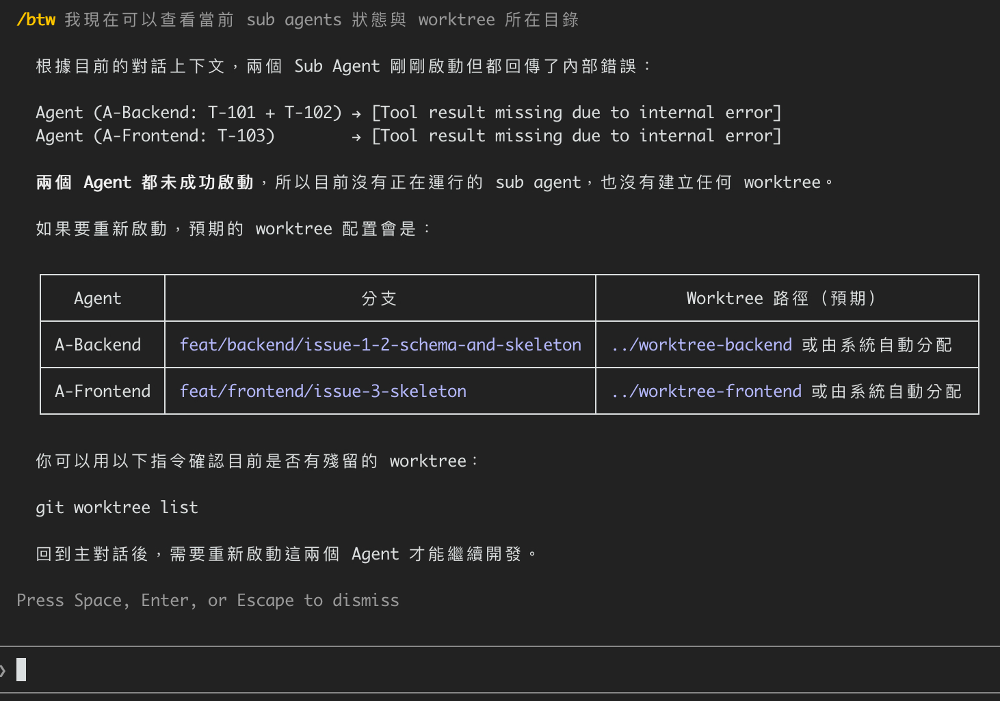 /btw 我現在可以查看當前 sub agents 狀態與 worktree 所在目錄
根據目前的對話上下文，兩個 Sub Agent 剛剛啟動但都回傳了內部錯誤：
Agent (A-Backend: T-101 + T-102) → [Tool result missing due to internal error]
Agent (A-Frontend: T-103) → [Tool result missing due to internal error]
兩個 Agent 都未成功啟動，所以目前沒有正在運行的 sub agent，也沒有建立任何 worktree。
如果要重新啟動，預期的 worktree 配置會是：
Agent 分支 Worktree 路徑（預期）
A-Backend feat/backend/issue-1-2-schema-and-skeleton ../worktree-backend 或由系統自動分配
A-Frontend feat/frontend/issue-3-skeleton ../worktree-frontend 或由系統自動分配
你可以用以下指令確認目前是否有殘留的 worktree：
git worktree list
回到主對話後，需要重新啟動這兩個 Agent 才能繼續開發。
Press Space, Enter, or Escape to dismiss
❯